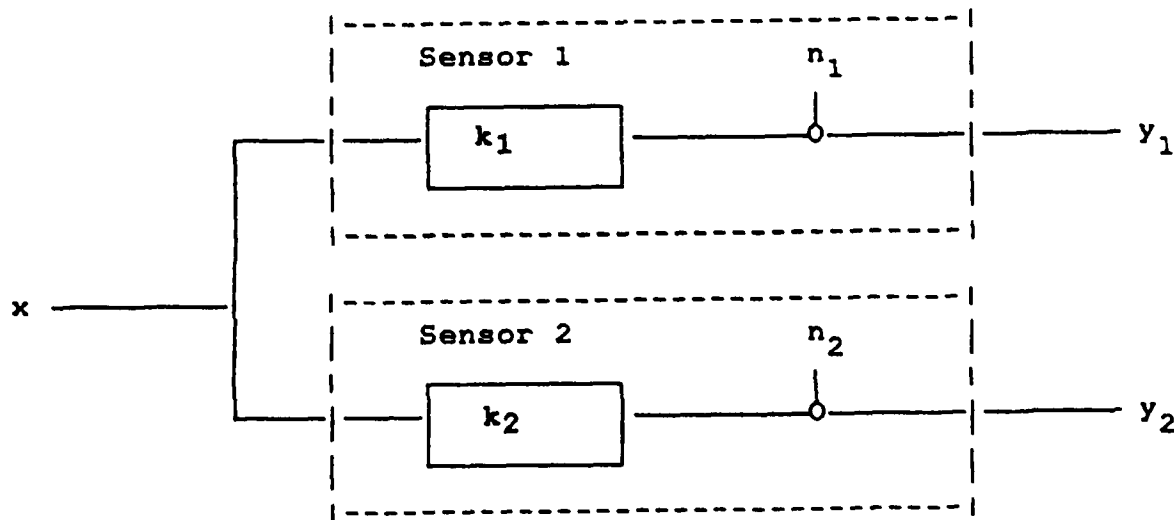 Sensor 1
n₁
k₁
y₁
x
Sensor 2
n₂
k₂
y₂